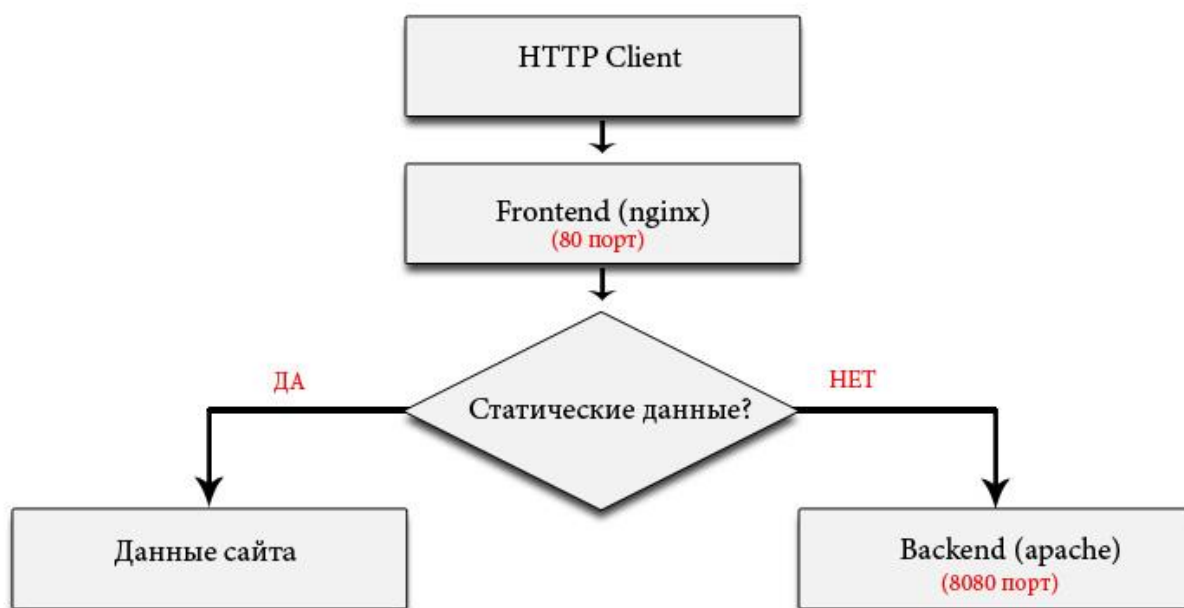 HTTP Client
Frontend (nginx)
(80 порт)
ДА
НЕТ
Статические данные?
Данные сайта
Backend (apache)
(8080 порт)